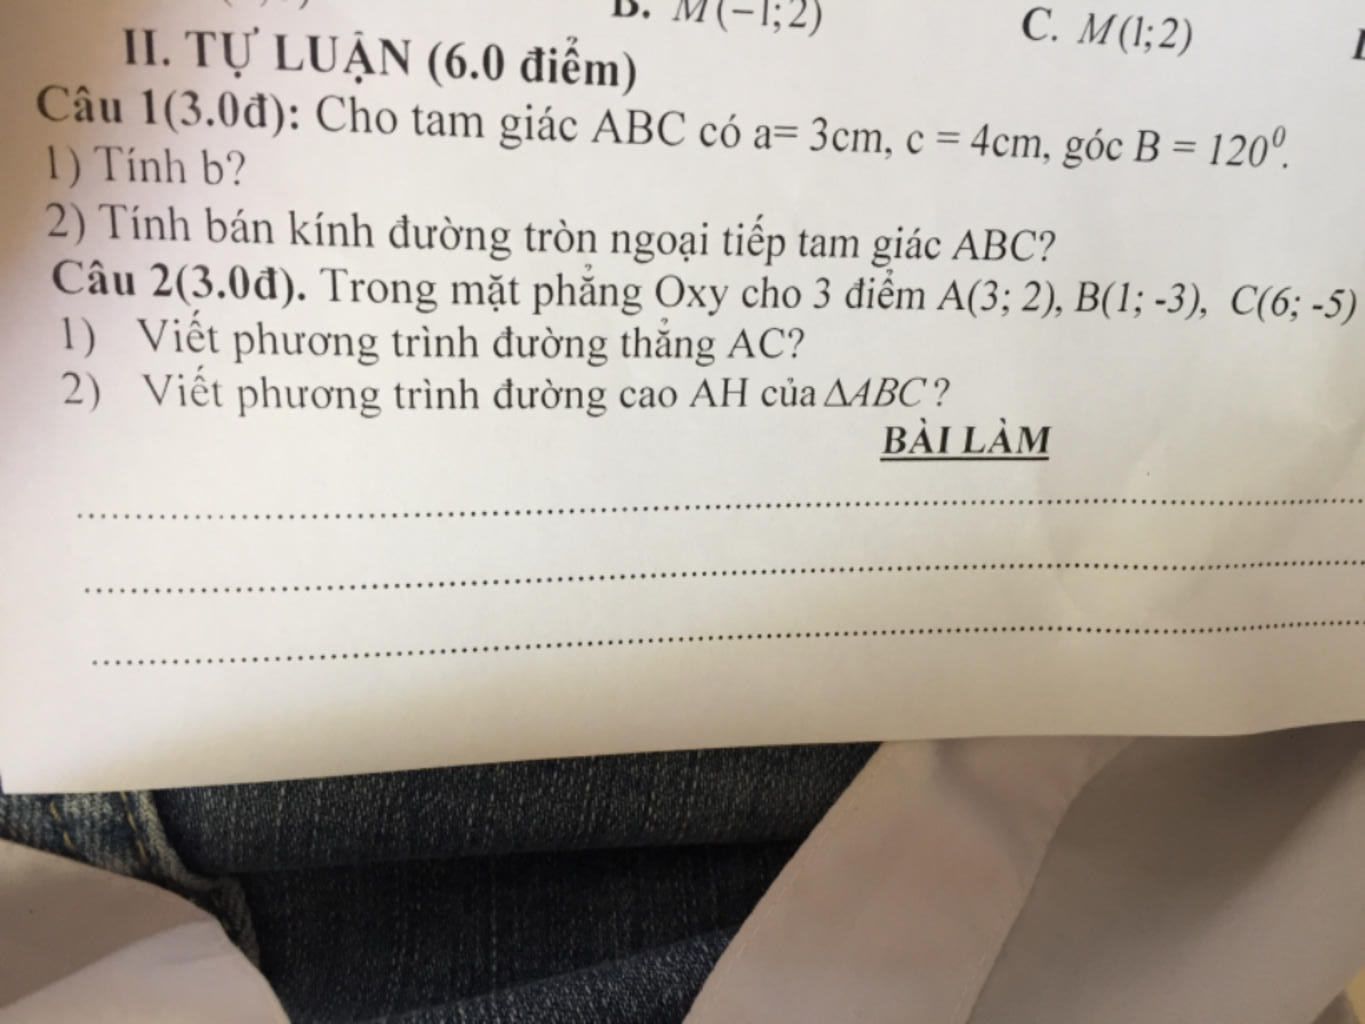 B. M(-1;2) C. M(1;2)
II. TỰ LUẬN (6.0 điểm)
Câu 1(3.0đ): Cho tam giác ABC có a= 3cm, c = 4cm, góc B = 120⁰.
1) Tính b?
2) Tính bán kính đường tròn ngoại tiếp tam giác ABC?
Câu 2(3.0đ). Trong mặt phẳng Oxy cho 3 điểm A(3; 2), B(1; -3), C(6; -5)
1) Viết phương trình đường thẳng AC?
2) Viết phương trình đường cao AH của ΔABC?
BÀI LÀM